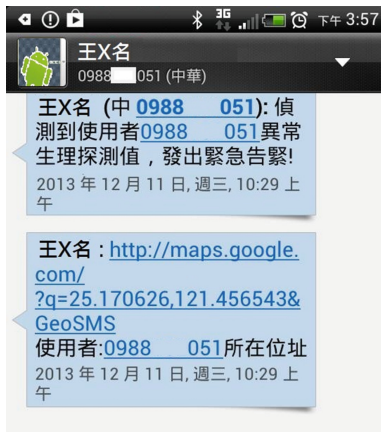 3G 下午 3:57
王X名
0988 051 (中華)
王X名 (中 0988 051): 偵
測到使用者0988 051異常
生理探測值，發出緊急告緊!
2013 年 12 月 11 日, 週三, 10:29 上
午
王X名 : http://maps.google.
com/
?q=25.170626,121.456543&
GeoSMS
使用者:0988 051所在位址
2013 年 12 月 11 日, 週三, 10:29 上
午